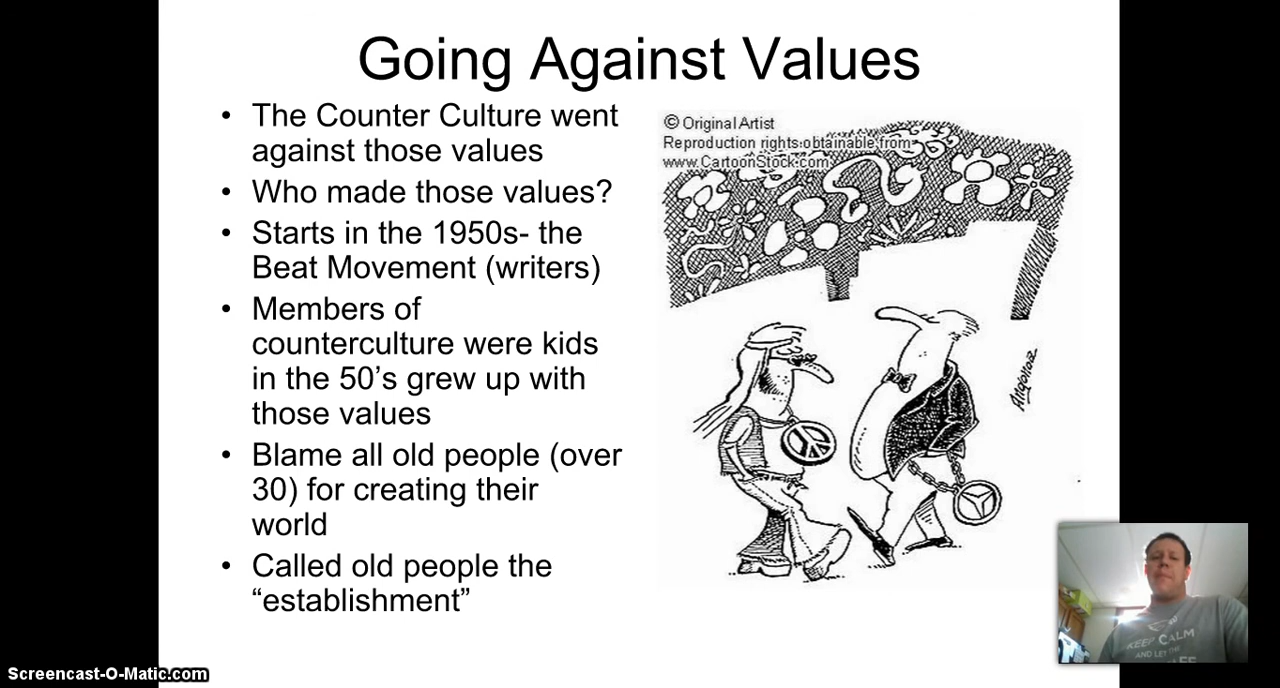 Going Against Values
• The Counter Culture went
against those values
• Who made those values?
• Starts in the 1950s- the
Beat Movement (writers)
• Members of
counterculture were kids
in the 50’s grew up with
those values
• Blame all old people (over
30) for creating their
world
• Called old people the
“establishment”
© Original Artist
Reproduction rights obtainable from
www.CartoonStock.com
KEEP CALM
AND LET THE
Screencast-O-Matic.com